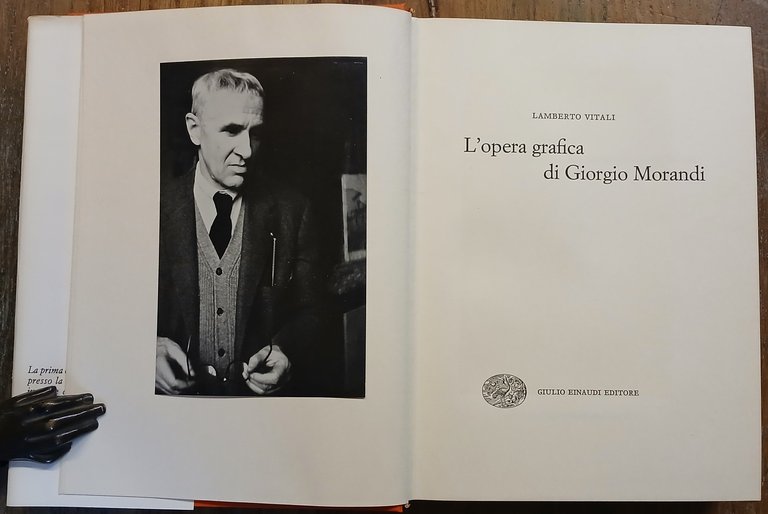 La prima
presso la
LAMBERTO VITALI
L'opera grafica
di Giorgio Morandi
GIULIO EINAUDI EDITORE